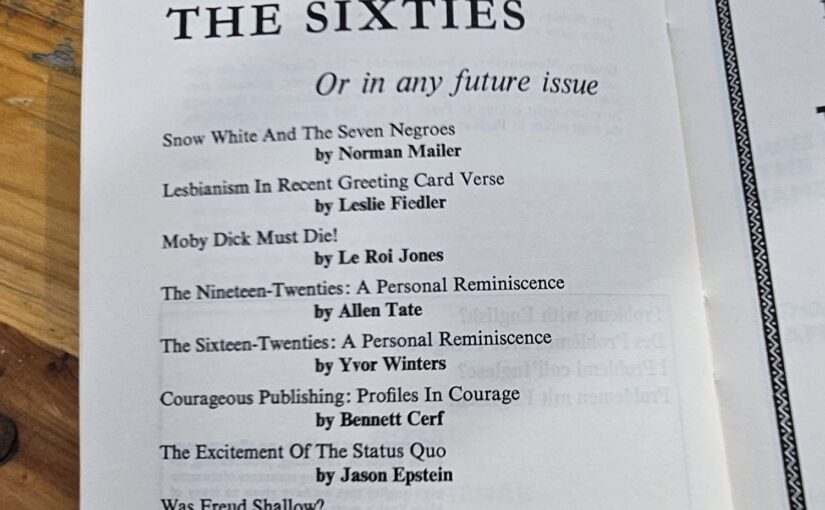 THE SIXTIES
Or in any future issue
Snow White And The Seven Negroes
by Norman Mailer
Lesbianism In Recent Greeting Card Verse
by Leslie Fiedler
Moby Dick Must Die!
by Le Roi Jones
The Nineteen-Twenties: A Personal Reminiscence
by Allen Tate
The Sixteen-Twenties: A Personal Reminiscence
by Yvor Winters
Courageous Publishing: Profiles In Courage
by Bennett Cerf
The Excitement Of The Status Quo
by Jason Epstein
Was Freud Shallow?